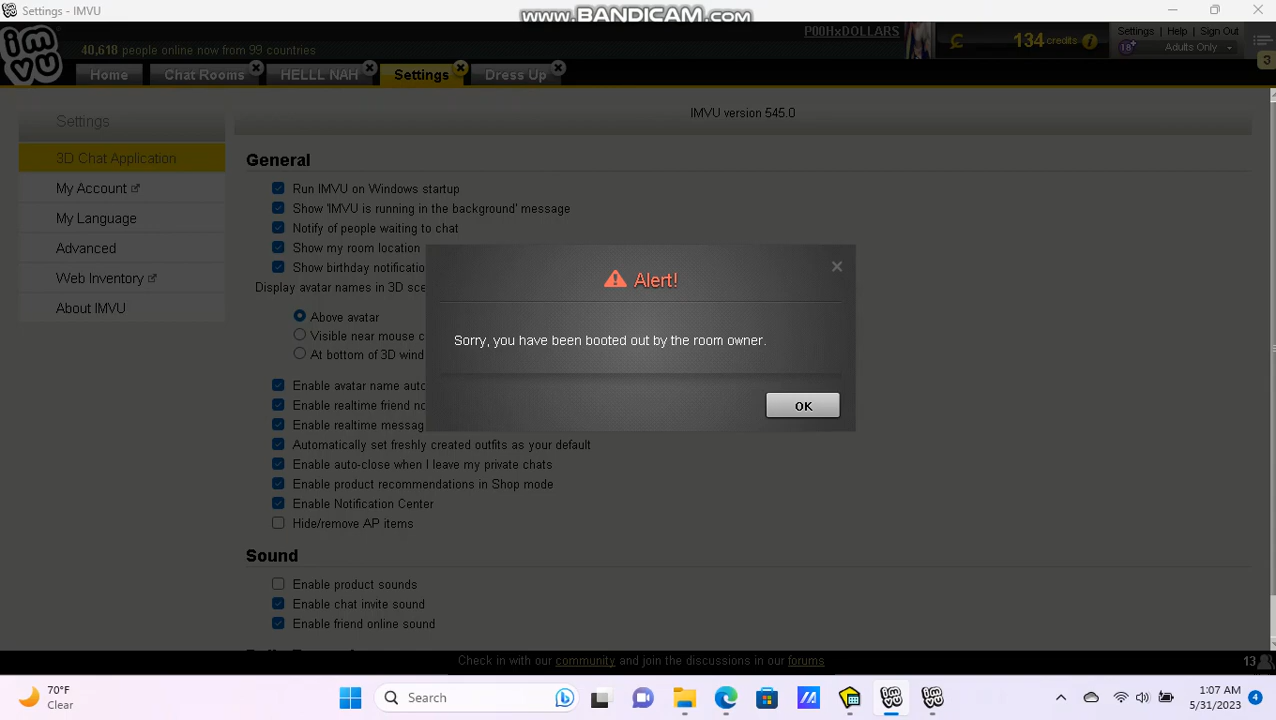 Settings - IMVU
www.BANDICAM.com
imvu
40,618 people online now from 99 countries
P00HxDOLLARS
134 credits
Settings | Help | Sign Out
18+ Adults Only
3
Home
Chat Rooms
HELLL NAH
Settings
Dress Up
Settings
IMVU version 545.0
3D Chat Application
My Account
My Language
Advanced
Web Inventory
About IMVU
General
Run IMVU on Windows startup
Show 'IMVU is running in the background' message
Notify of people waiting to chat
Show my room location
Show birthday notificatio
Display avatar names in 3D sce
Above avatar
Visible near mouse c
At bottom of 3D wind
Enable avatar name auto
Enable realtime friend no
Enable realtime messag
Automatically set freshly created outfits as your default
Enable auto-close when I leave my private chats
Enable product recommendations in Shop mode
Enable Notification Center
Hide/remove AP items
Alert!
Sorry, you have been booted out by the room owner.
OK
Sound
Enable product sounds
Enable chat invite sound
Enable friend online sound
Check in with our community and join the discussions in our forums
13
70°F
Clear
Search
imvu
imvu
1:07 AM
5/31/2023
4